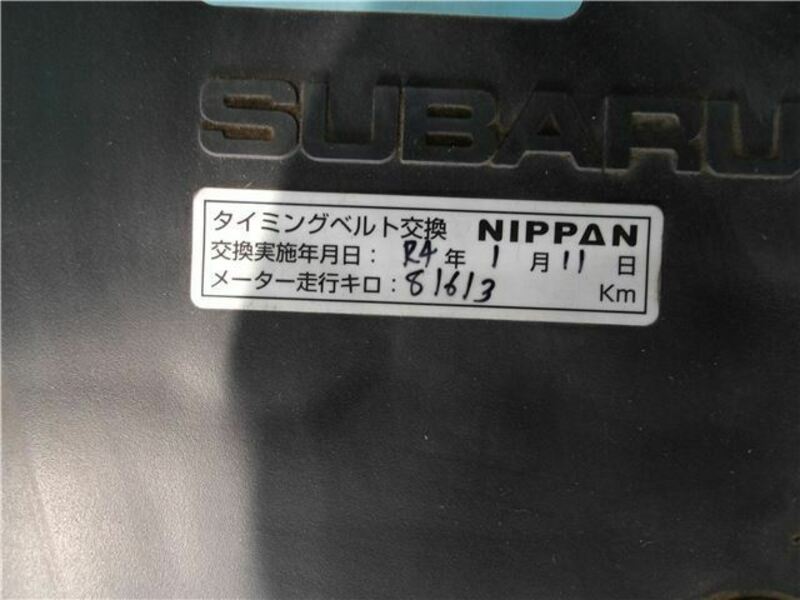 SUBARU
タイミングベルト交換 NIPPAN
交換実施年月日： R4 年 1 月 11 日
メーター走行キロ： 81613 Km